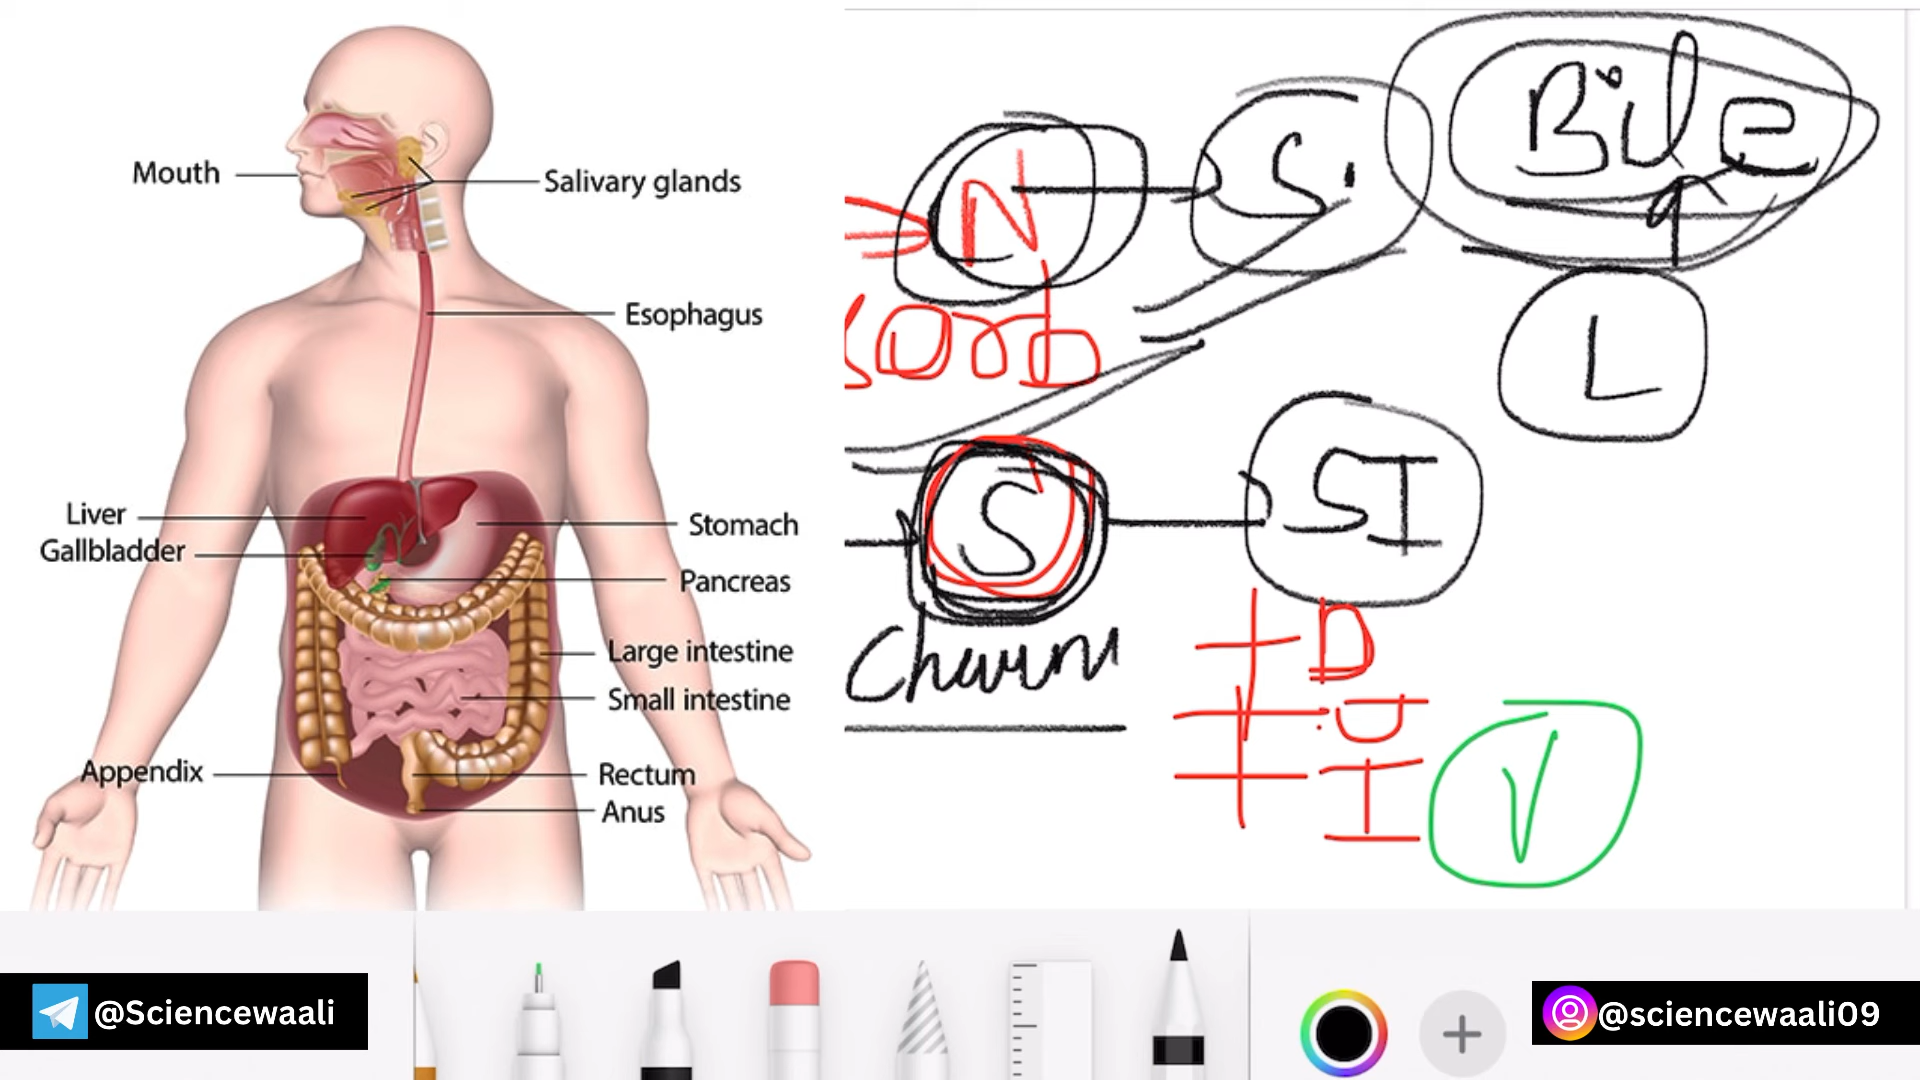 Mouth
Salivary glands
Esophagus
Liver
Gallbladder
Stomach
Pancreas
Large intestine
Small intestine
Appendix
Rectum
Anus
Bile
N
S
L
sorb
S
SI
Churn
D
J
I
V
@Sciencewaali
@sciencewaali09